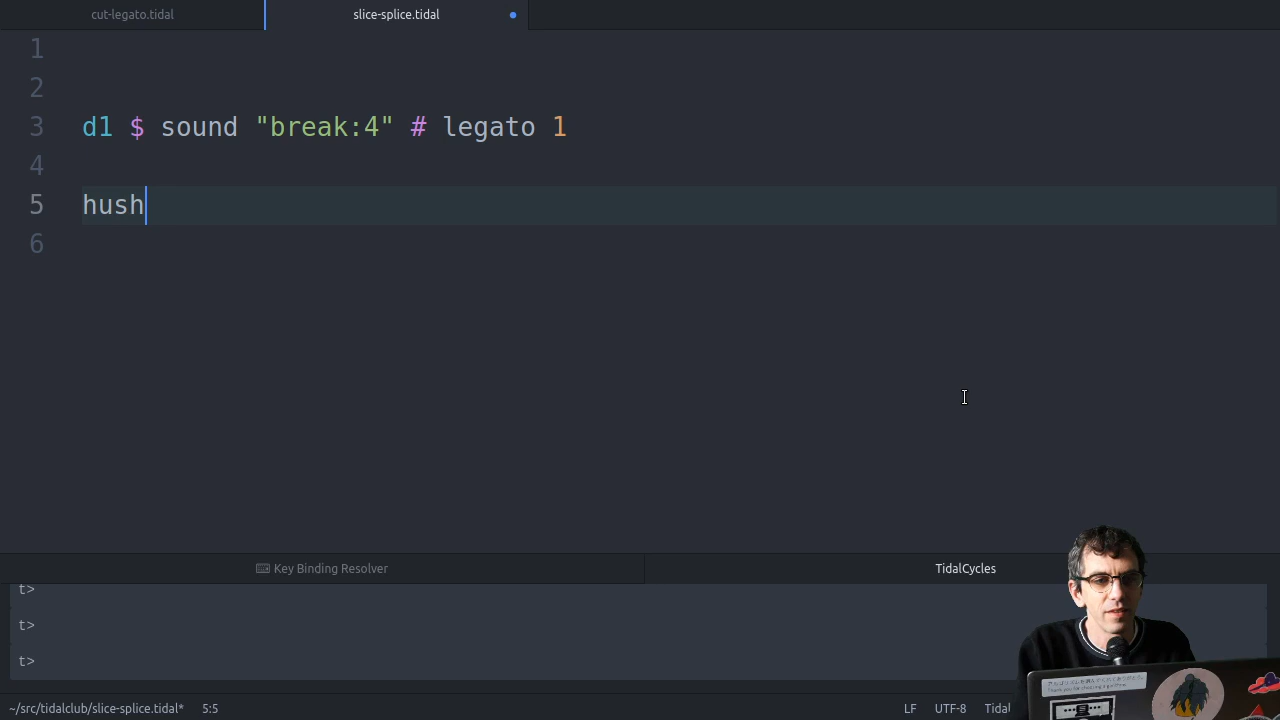 cut-legato.tidal
slice-splice.tidal
1
2
3 d1 $ sound "break:4" # legato 1
4
5 hush
6
Key Binding Resolver
TidalCycles
t>
t>
t>
~/src/tidalclub/slice-splice.tidal*
5:5
LF
UTF-8
Tidal